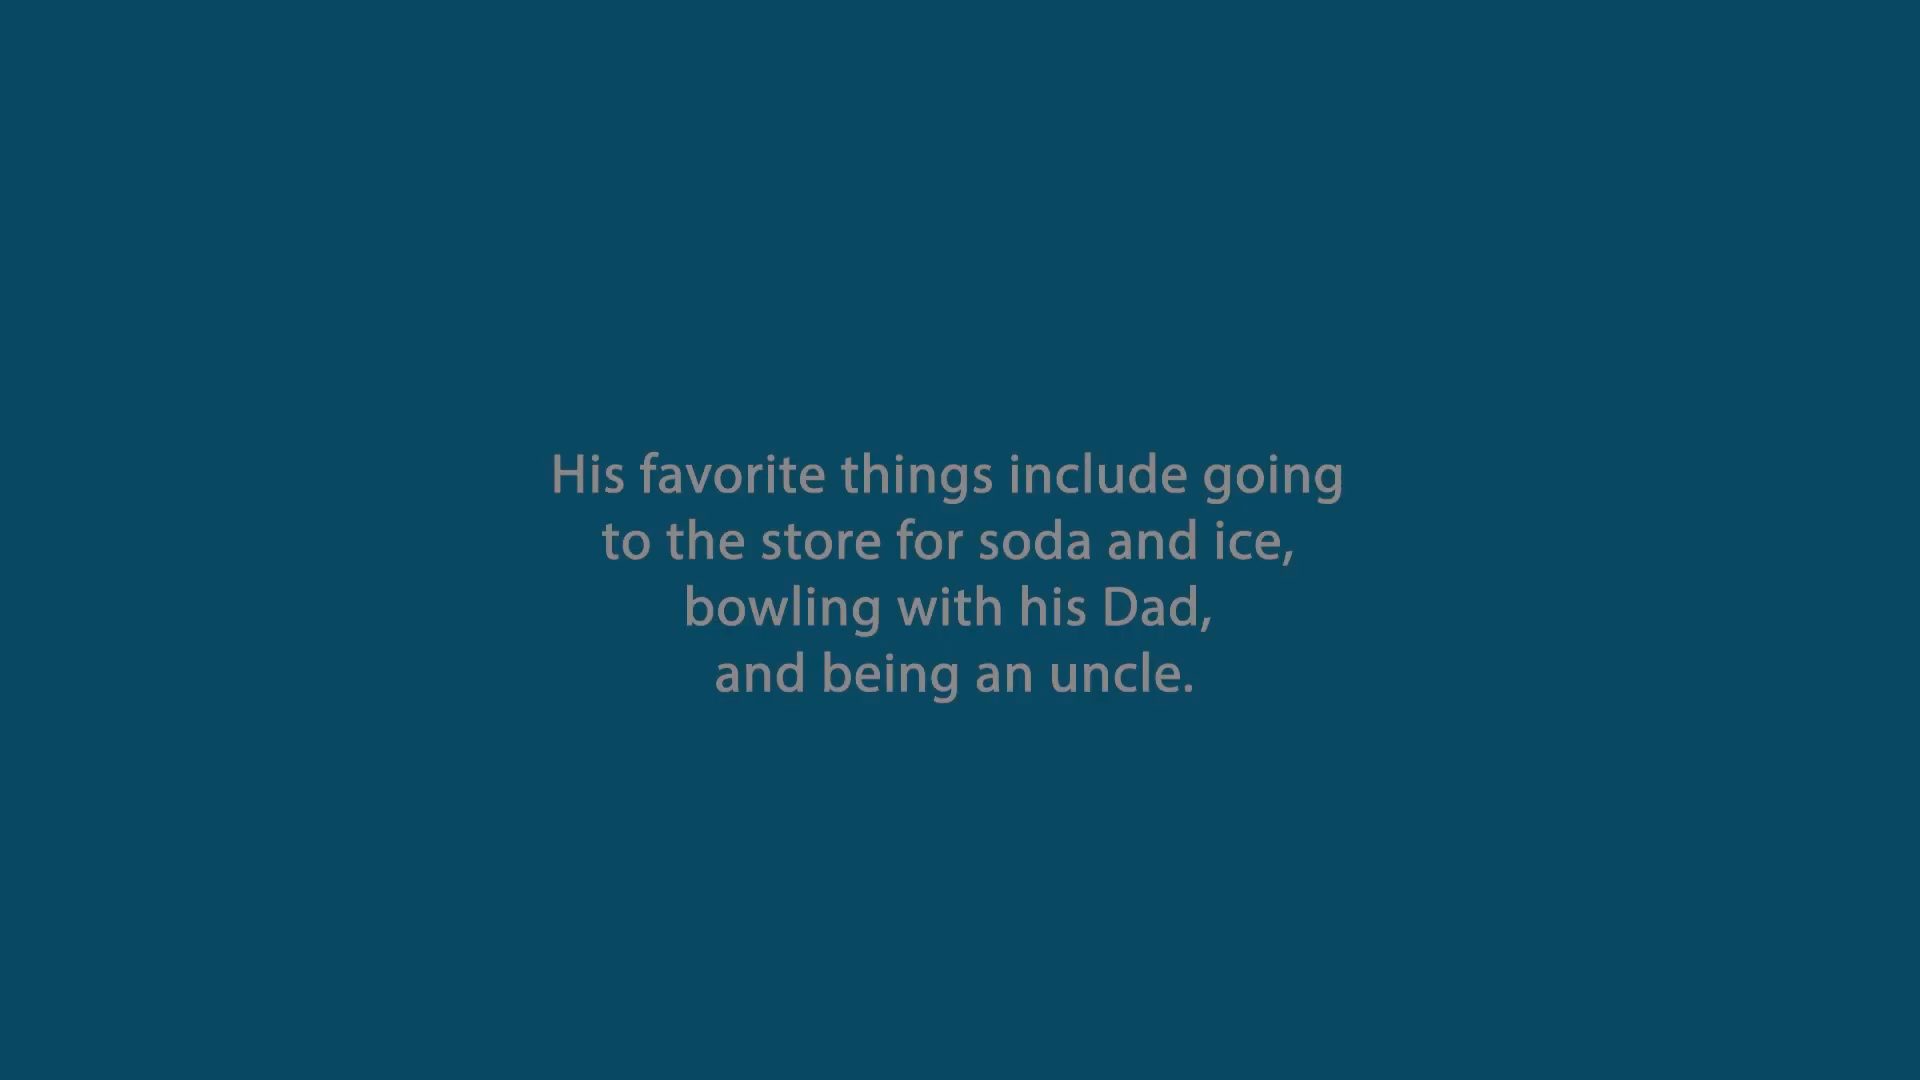 His favorite things include going
to the store for soda and ice,
bowling with his Dad,
and being an uncle.